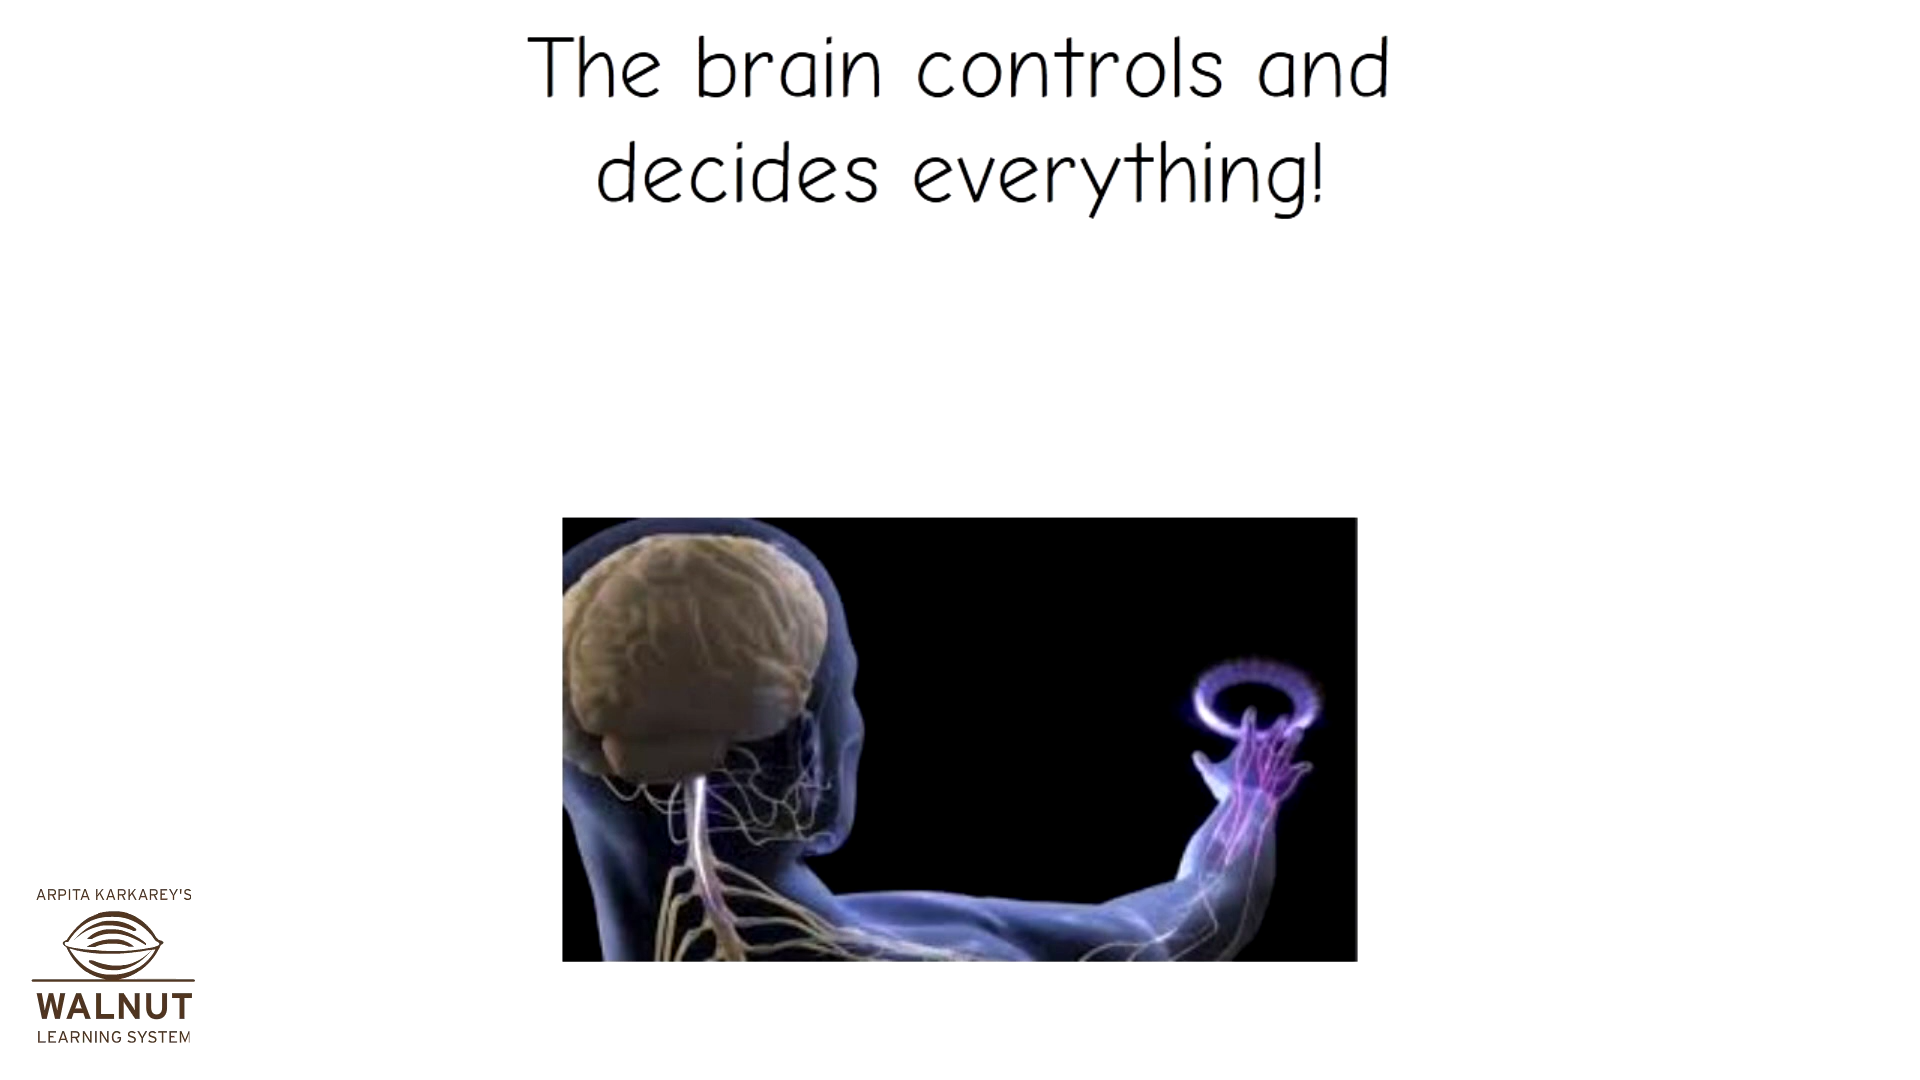 The brain controls and
decides everything!
ARPITA KARKAREY'S
WALNUT
LEARNING SYSTEM